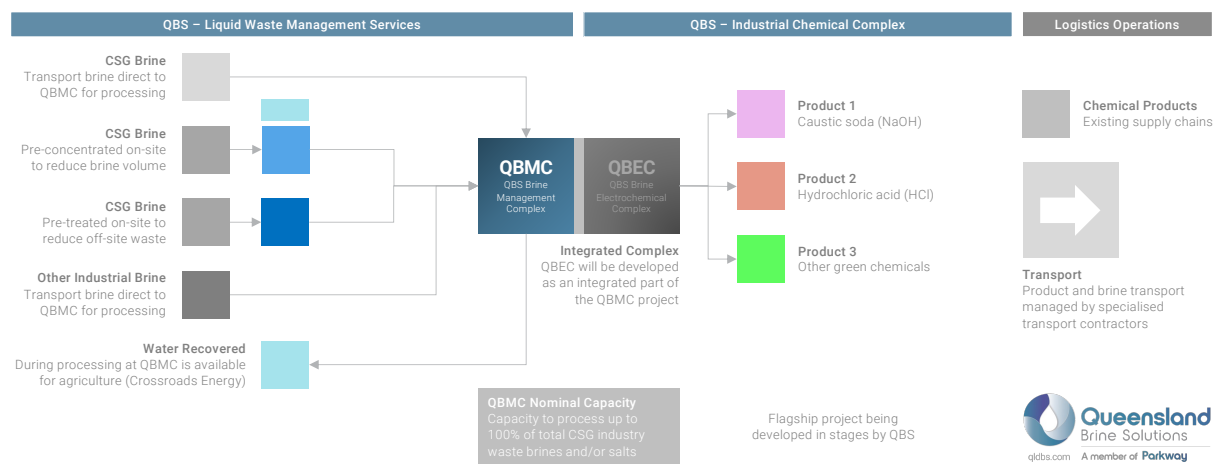 QBS – Liquid Waste Management Services
QBS – Industrial Chemical Complex
Logistics Operations
CSG Brine
Transport brine direct to
QBMC for processing
CSG Brine
Pre-concentrated on-site
to reduce brine volume
CSG Brine
Pre-treated on-site to
reduce off-site waste
Other Industrial Brine
Transport brine direct to
QBMC for processing
Water Recovered
During processing at QBMC is available
for agriculture (Crossroads Energy)
QBMC
QBS Brine
Management
Complex
QBEC
QBS Brine
Electrochemical
Complex
Integrated Complex
QBEC will be developed
as an integrated part of
the QBMC project
QBMC Nominal Capacity
Capacity to process up to
100% of total CSG industry
waste brines and/or salts
Product 1
Caustic soda (NaOH)
Product 2
Hydrochloric acid (HCl)
Product 3
Other green chemicals
Flagship project being
developed in stages by QBS
Chemical Products
Existing supply chains
Transport
Product and brine transport
managed by specialised
transport contractors
Queensland
Brine Solutions
qldbs.com
A member of Parkway